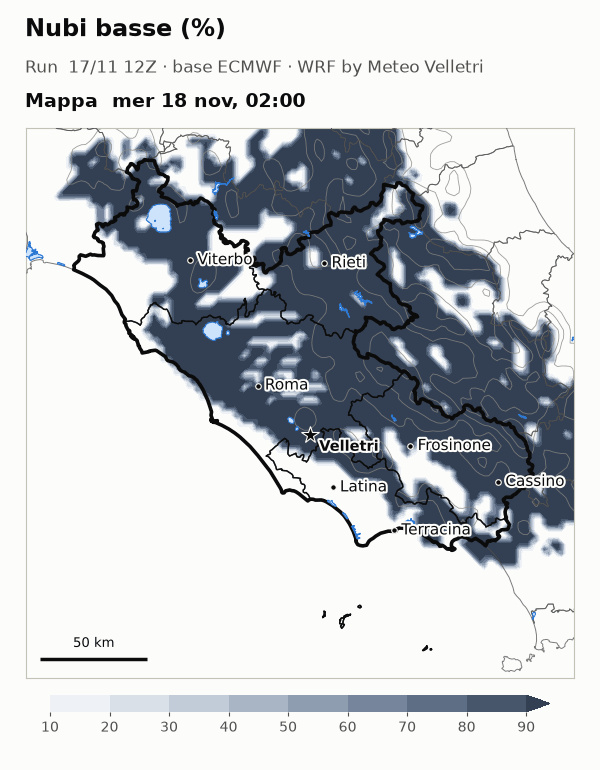 Nubi basse (%)
Run 17/11 12Z · base ECMWF · WRF by Meteo Velletri
Mappa mer 18 nov, 02:00
Viterbo
Rieti
Roma
Velletri
Frosinone
Latina
Cassino
Terracina
50 km
10 20 30 40 50 60 70 80 90